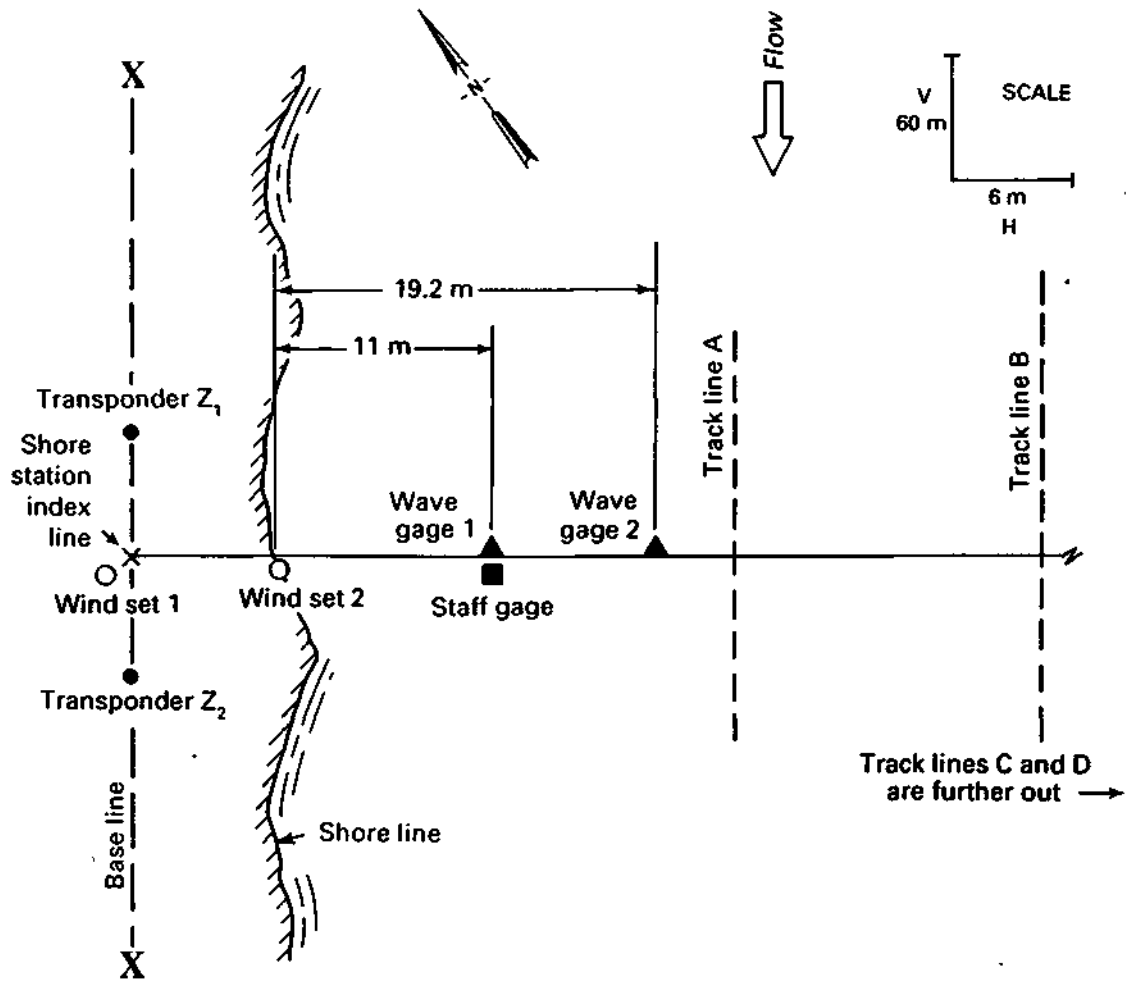 X
-N-
Flow
V
60 m
SCALE
6 m
H
19.2 m
11 m
Transponder Z1
Shore
station
index
line
Wave
gage 1
Wave
gage 2
Track line A
Track line B
Wind set 1
Wind set 2
Staff gage
Transponder Z2
Base line
Shore line
Track lines C and D
are further out
X